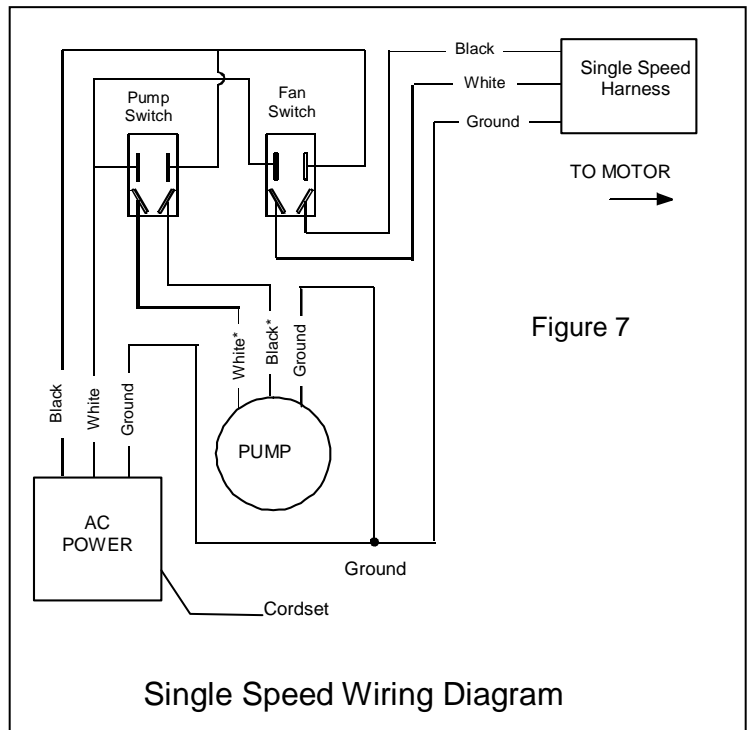 Black
White
Ground
Single Speed
Harness
Pump
Switch
Fan
Switch
TO MOTOR
Figure 7
Black
White
Ground
White*
Black*
Ground
PUMP
AC
POWER
Ground
Cordset
Single Speed Wiring Diagram